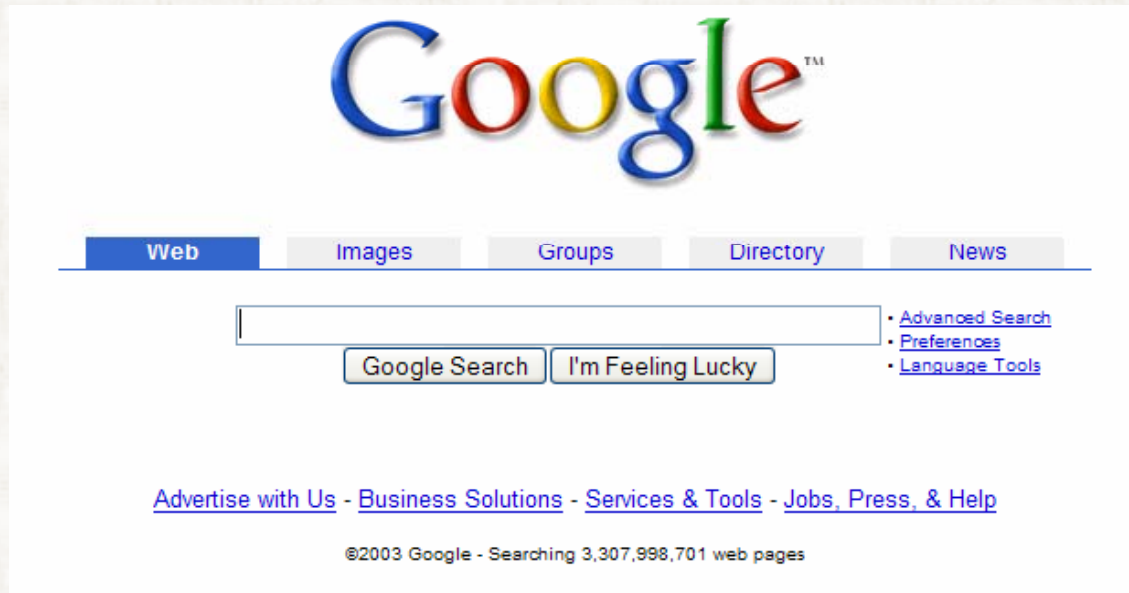 Google™
Web Images Groups Directory News
• Advanced Search
• Preferences
• Language Tools
Google Search I'm Feeling Lucky
Advertise with Us - Business Solutions - Services & Tools - Jobs, Press, & Help
©2003 Google - Searching 3,307,998,701 web pages